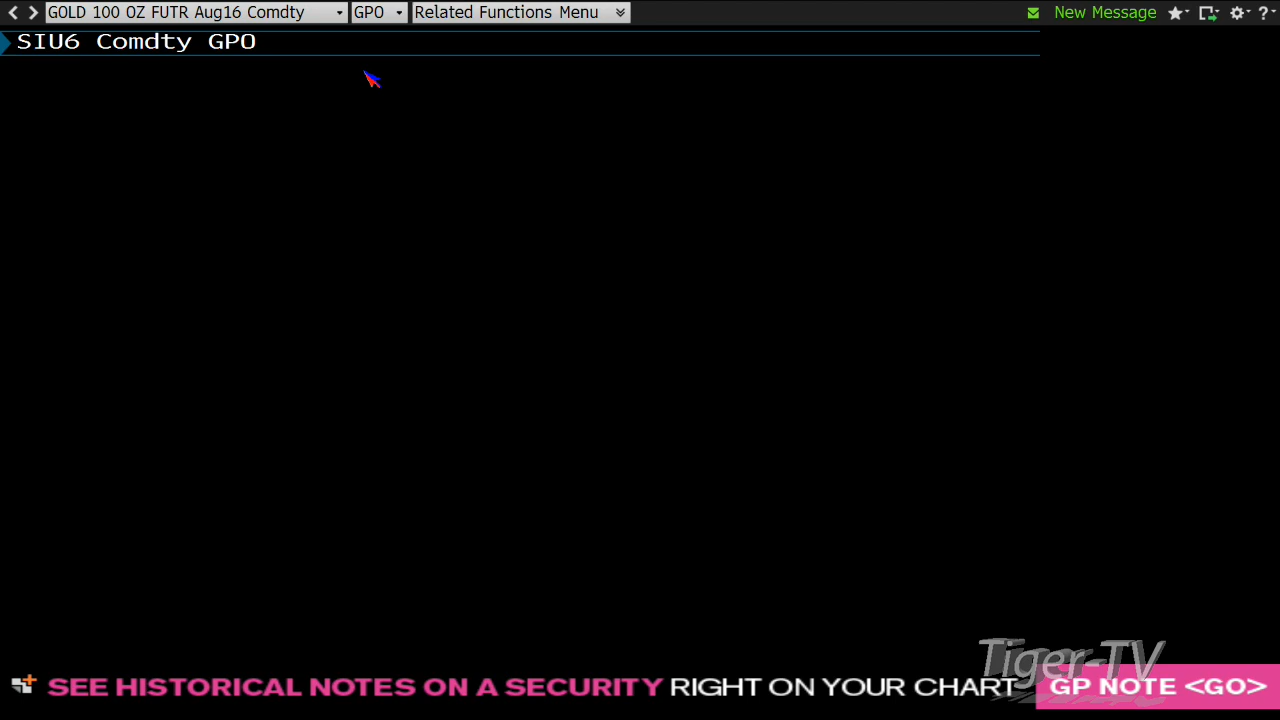 GOLD 100 OZ FUTR Aug16 Comdty GPO Related Functions Menu New Message ?
SIU6 Comdty GPO
Tiger-TV
SEE HISTORICAL NOTES ON A SECURITY RIGHT ON YOUR CHART GP NOTE <GO>